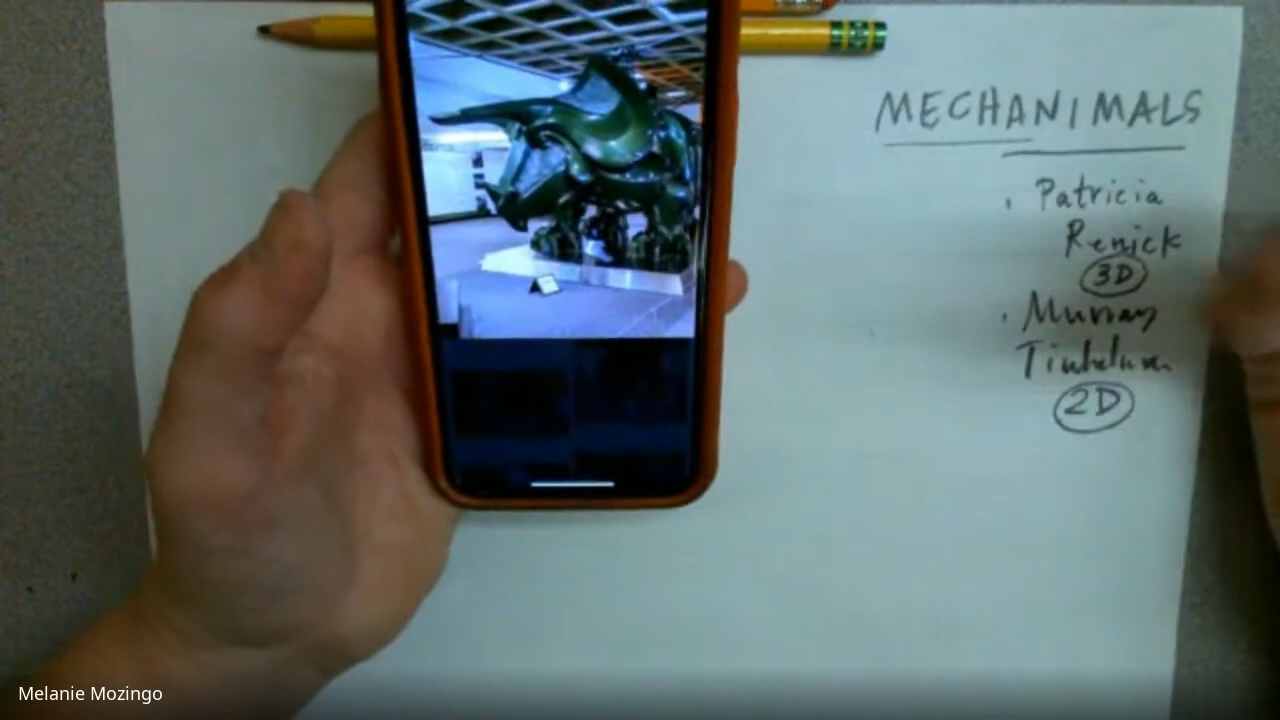 MECHANIMALS
Patricia
Renick
3D
Murray
2D
Melanie Mozingo